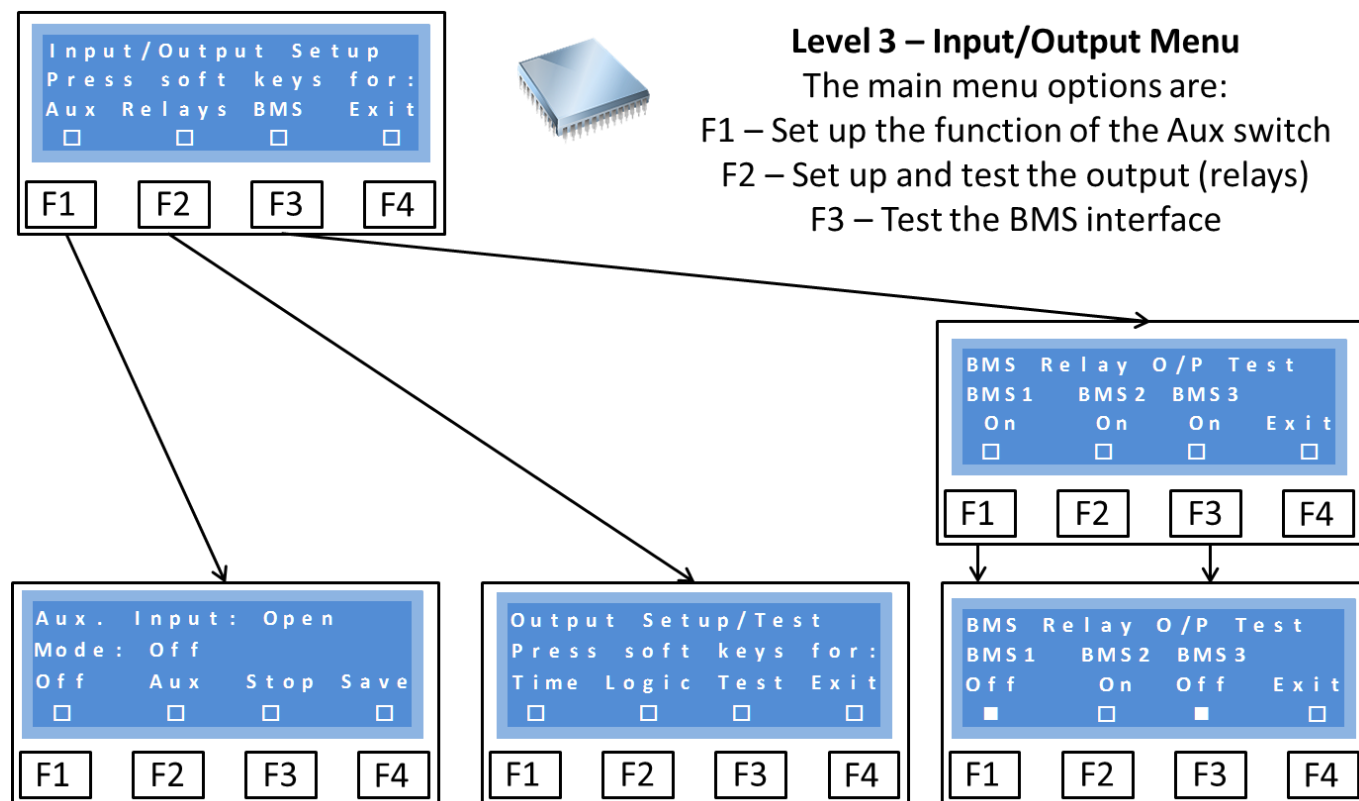 Input/Output Setup
Press soft keys for:
Aux Relays BMS Exit
F1 F2 F3 F4
Level 3 – Input/Output Menu
The main menu options are:
F1 – Set up the function of the Aux switch
F2 – Set up and test the output (relays)
F3 – Test the BMS interface
BMS Relay O/P Test
BMS1 BMS2 BMS3
On On On Exit
F1 F2 F3 F4
Aux. Input: Open
Mode: Off
Off Aux Stop Save
F1 F2 F3 F4
Output Setup/Test
Press soft keys for:
Time Logic Test Exit
F1 F2 F3 F4
BMS Relay O/P Test
BMS1 BMS2 BMS3
Off On Off Exit
F1 F2 F3 F4